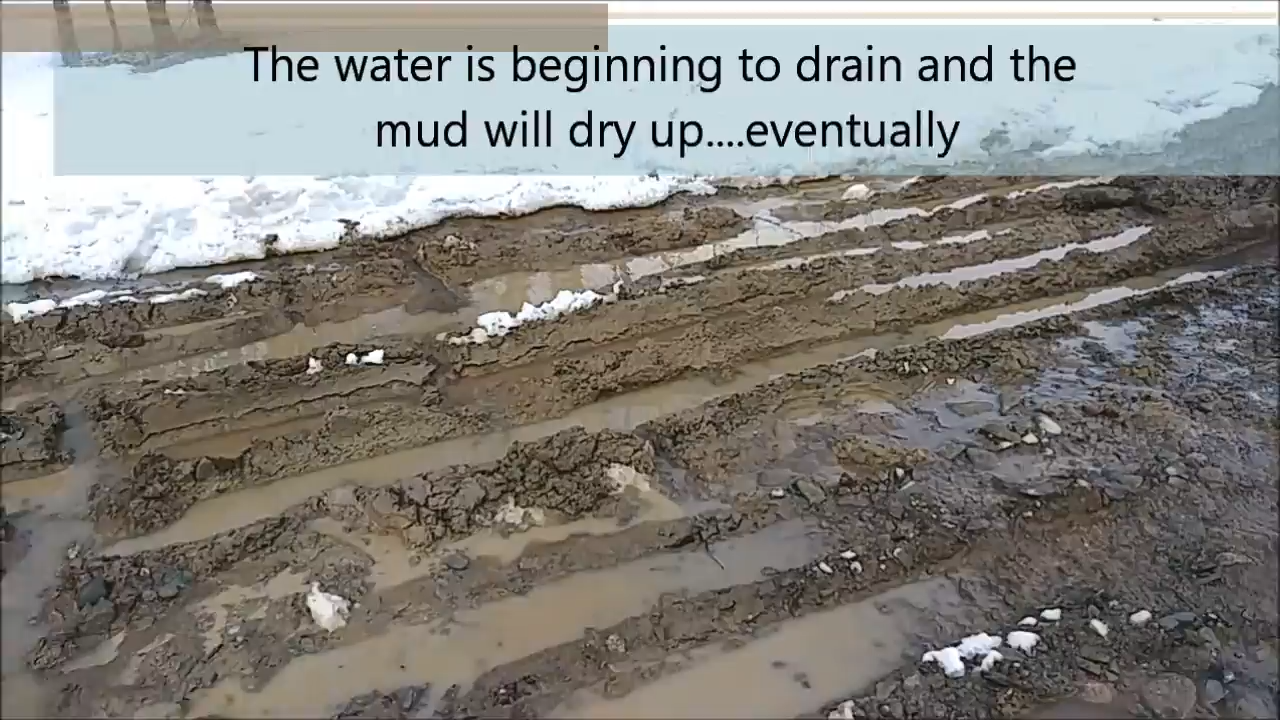 The water is beginning to drain and the
mud will dry up....eventually